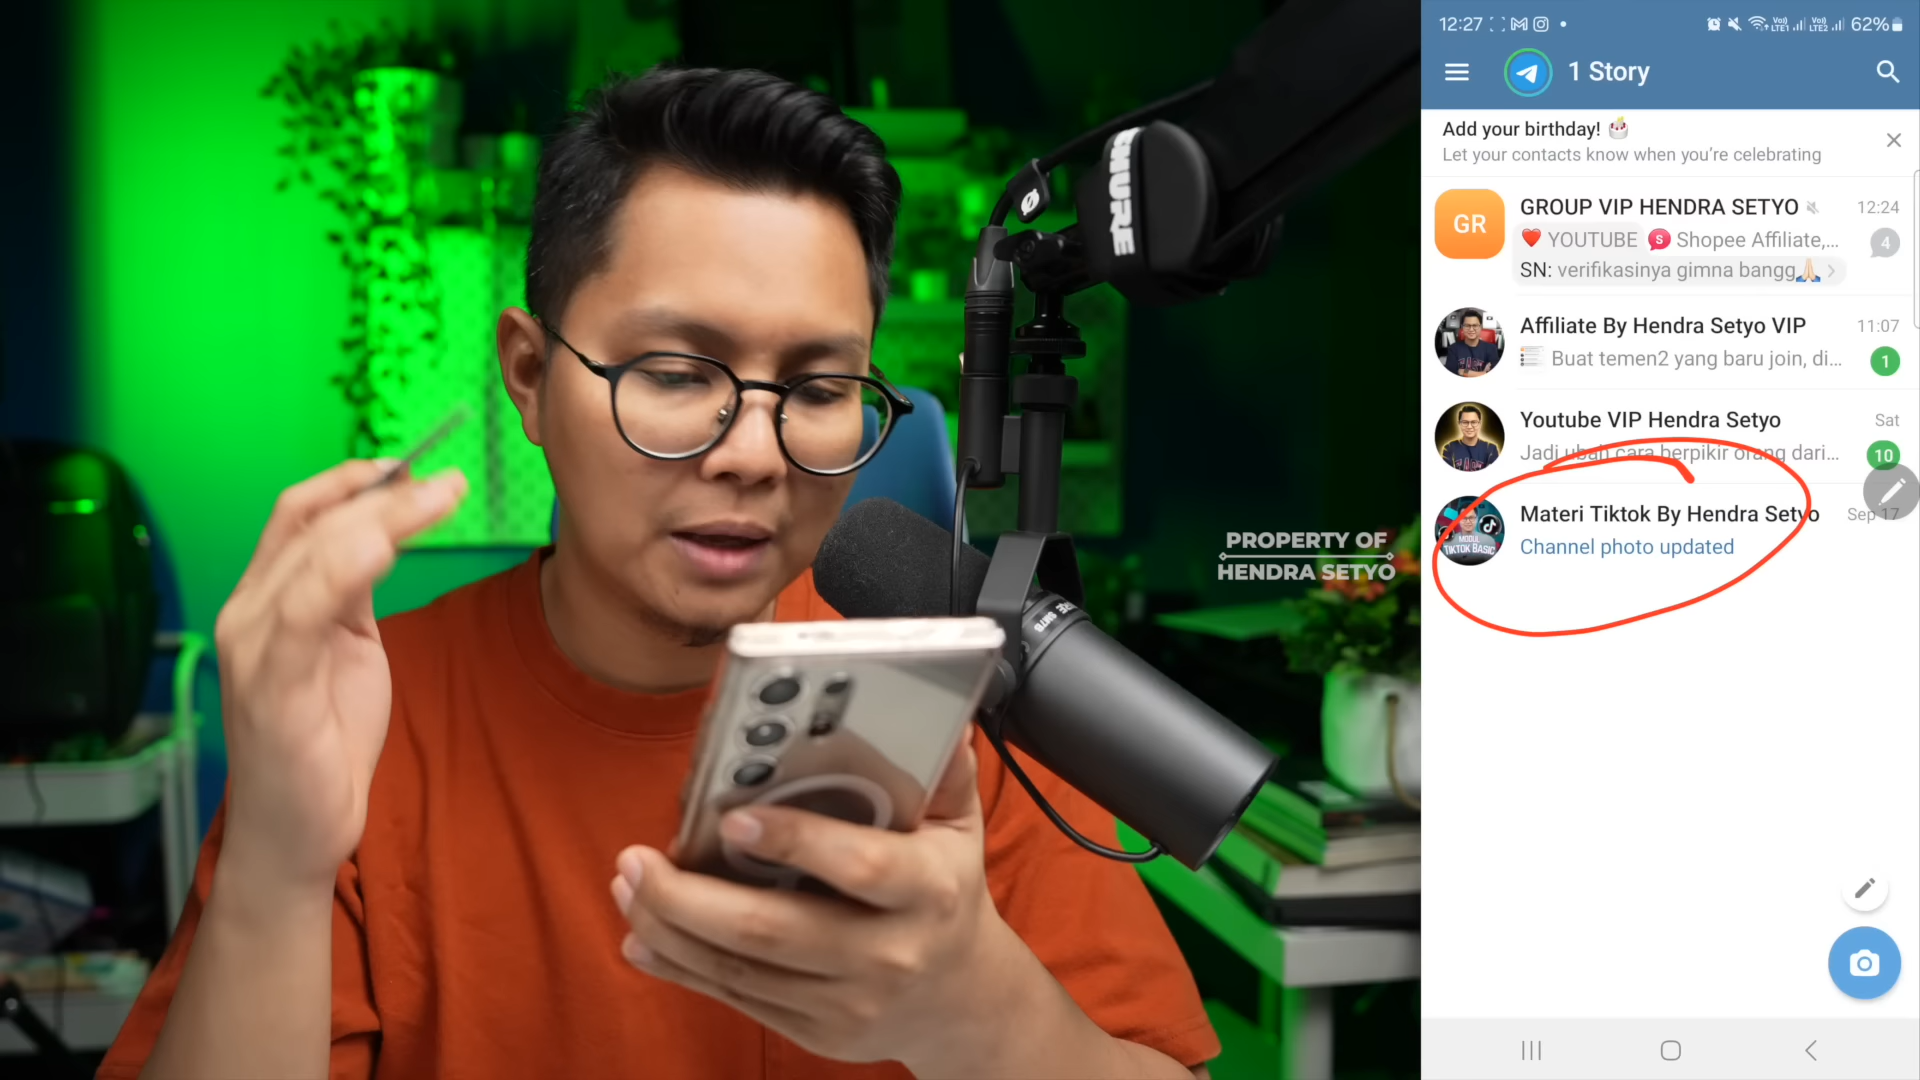 SHURE
PROPERTY OF
HENDRA SETYO
12:27
62%
1 Story
Add your birthday! 🎂
Let your contacts know when you're celebrating
GR
GROUP VIP HENDRA SETYO
12:24
❤️ YOUTUBE S Shopee Affiliate,...
4
SN: verifikasinya gimna bangg🙏🏻
Affiliate By Hendra Setyo VIP
11:07
Buat temen2 yang baru join, di...
1
Youtube VIP Hendra Setyo
Sat
Jadi ubah cara berpikir orang dari...
10
Materi Tiktok By Hendra Setyo
Sep 17
MODUL
TIKTOK BASIC
Channel photo updated